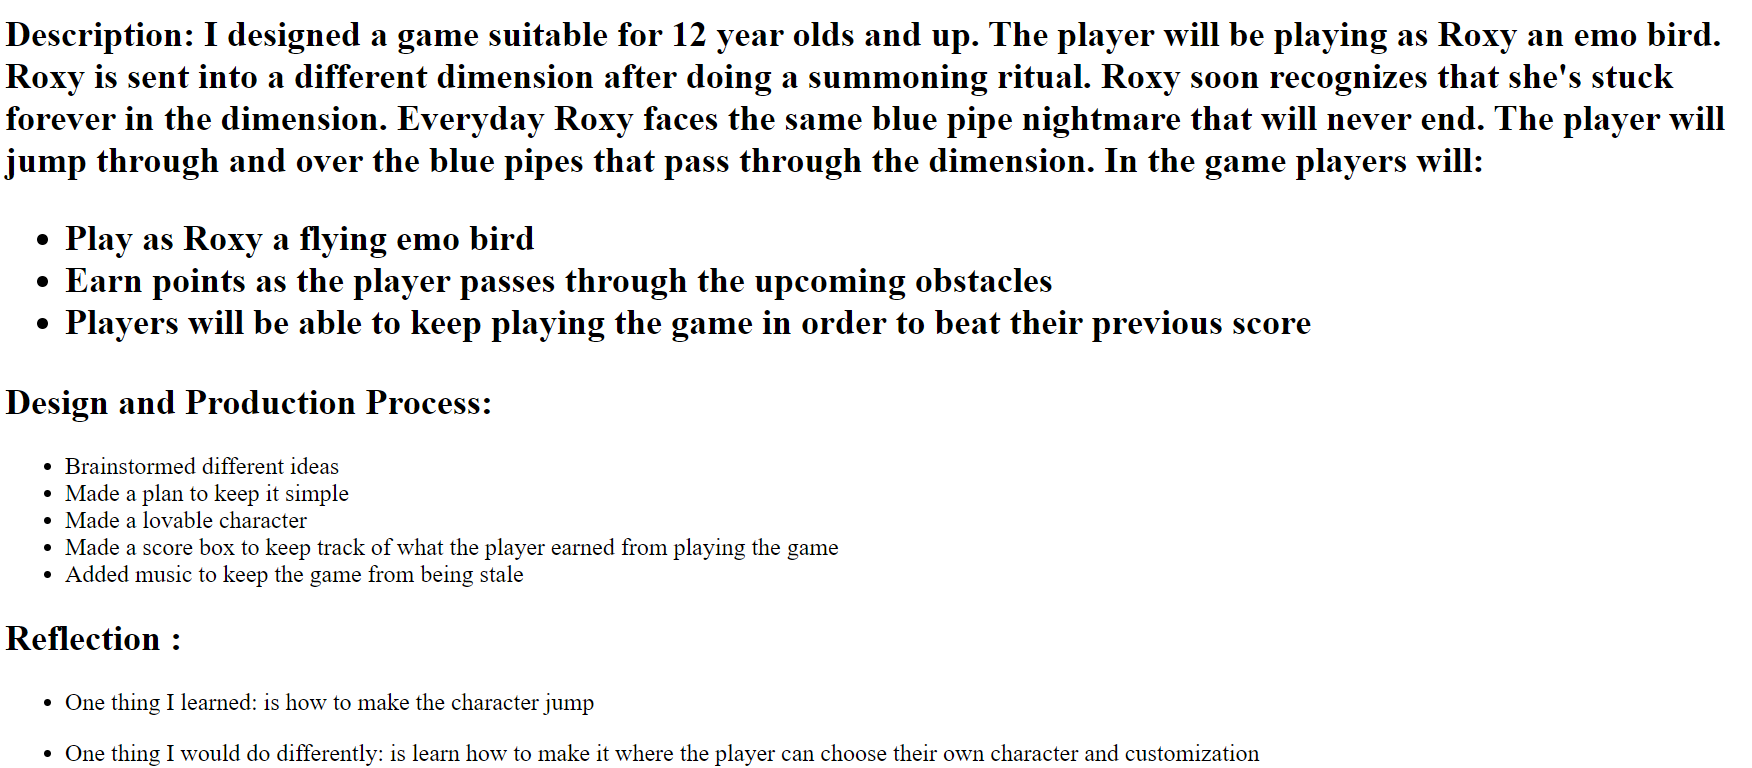 Description: I designed a game suitable for 12 year olds and up. The player will be playing as Roxy an emo bird.
Roxy is sent into a different dimension after doing a summoning ritual. Roxy soon recognizes that she's stuck
forever in the dimension. Everyday Roxy faces the same blue pipe nightmare that will never end. The player will
jump through and over the blue pipes that pass through the dimension. In the game players will:
• Play as Roxy a flying emo bird
• Earn points as the player passes through the upcoming obstacles
• Players will be able to keep playing the game in order to beat their previous score
Design and Production Process:
• Brainstormed different ideas
• Made a plan to keep it simple
• Made a lovable character
• Made a score box to keep track of what the player earned from playing the game
• Added music to keep the game from being stale
Reflection :
• One thing I learned: is how to make the character jump
• One thing I would do differently: is learn how to make it where the player can choose their own character and customization